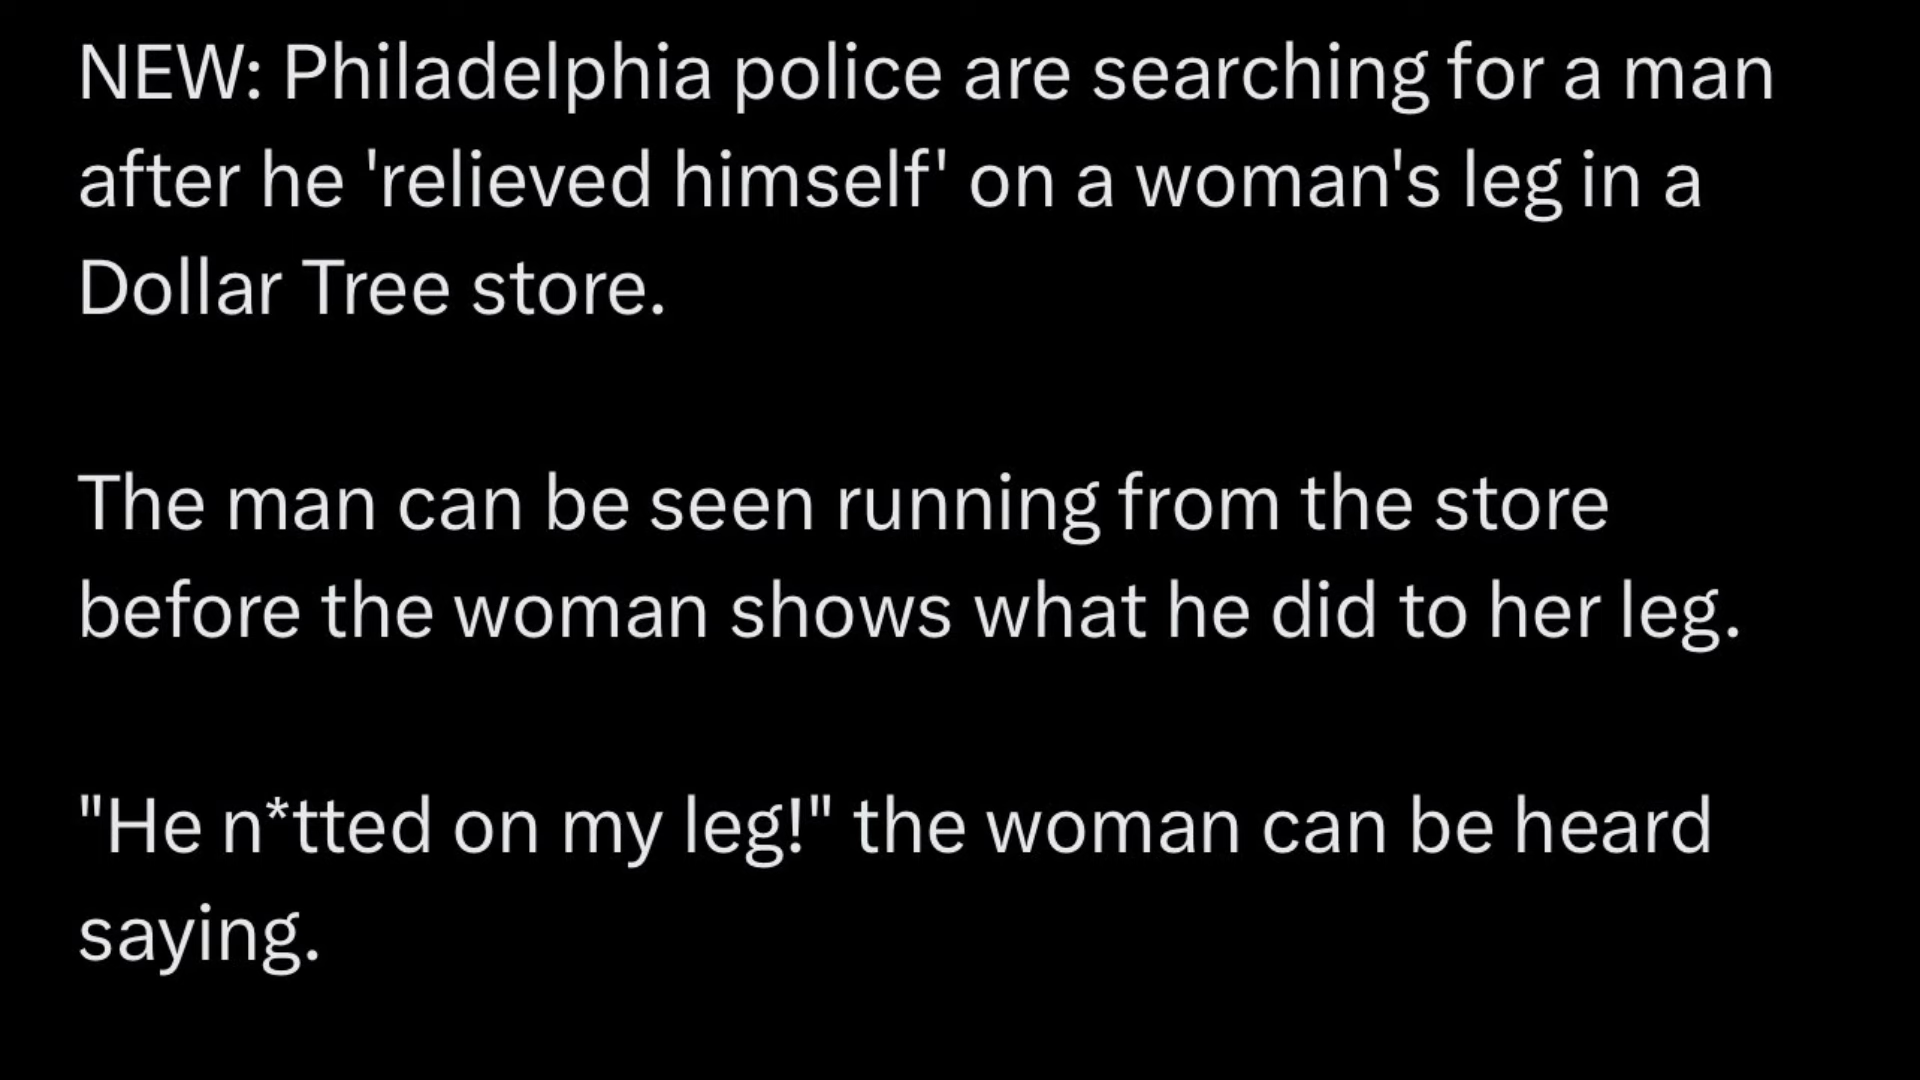 NEW: Philadelphia police are searching for a man
after he 'relieved himself' on a woman's leg in a
Dollar Tree store.
The man can be seen running from the store
before the woman shows what he did to her leg.
"He n*tted on my leg!" the woman can be heard
saying.